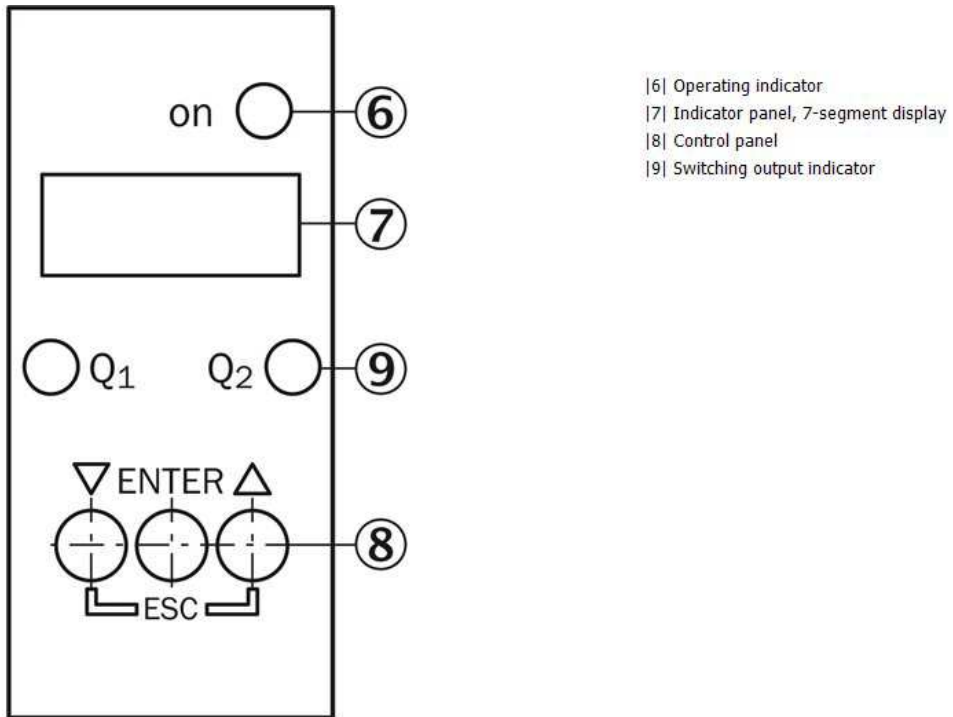 on
⑥
⑦
Q1 Q2
⑨
▽ ENTER △
⑧
ESC
|6| Operating indicator
|7| Indicator panel, 7-segment display
|8| Control panel
|9| Switching output indicator